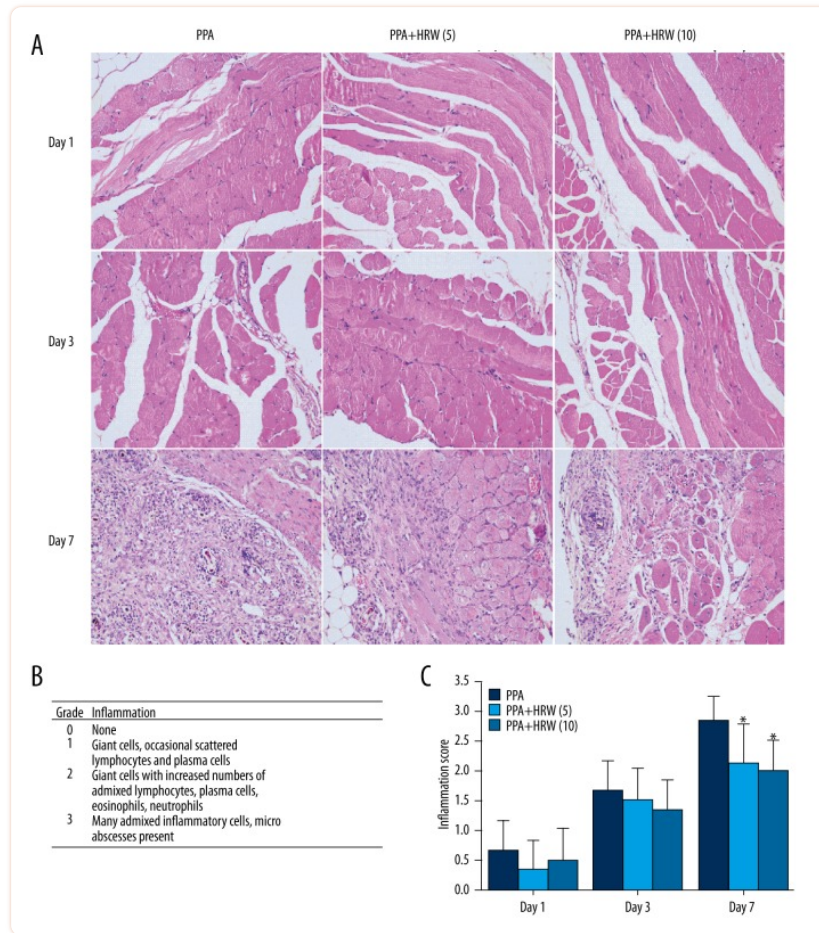 A
PPA
PPA+HRW (5)
PPA+HRW (10)
Day 1
Day 3
Day 7
B
Grade Inflammation
0 None
1 Giant cells, occasional scattered
lymphocytes and plasma cells
2 Giant cells with increased numbers of
admixed lymphocytes, plasma cells,
eosinophils, neutrophils
3 Many admixed inflammatory cells, micro
abscesses present
C
3.5
3.0
2.5
2.0
1.5
1.0
0.5
0.0
Inflammation score
PPA
PPA+HRW (5)
PPA+HRW (10)
*
*
Day 1
Day 3
Day 7